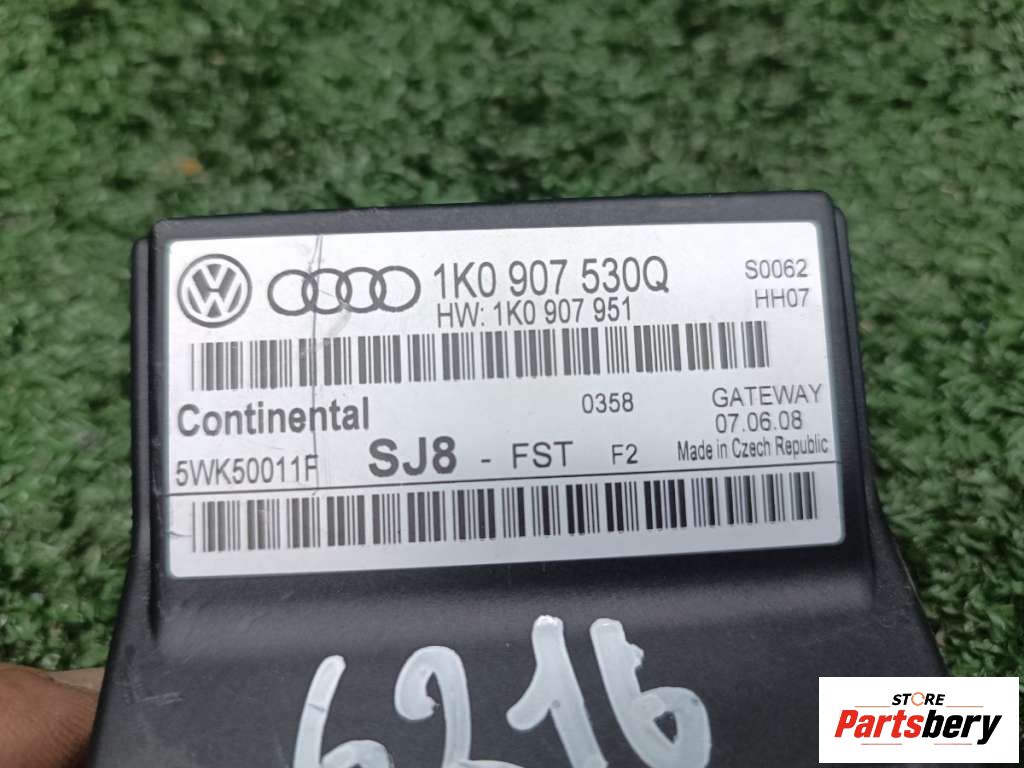 1K0 907 530Q
S0062
HW: 1K0 907 951
HH07
Continental
0358
GATEWAY
07.06.08
5WK50011F
SJ8 - FST F2
Made in Czech Republic
6216
STORE
Partsbery